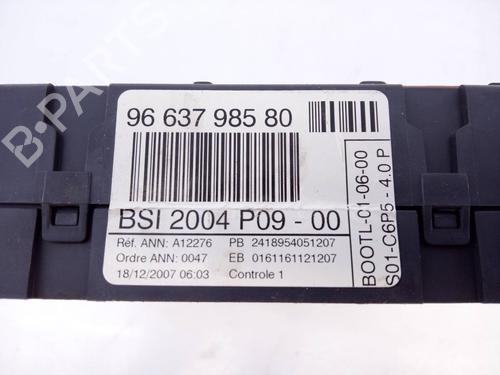 96 637 985 80
BSI 2004 P09 - 00
Réf. ANN: A12276 PB 2418954051207
Ordre ANN: 0047 EB 0161161121207
18/12/2007 06:03 Controle 1
BOOTL-01-06-00
S01-C6P5 - 4.0 P
B-PARTS